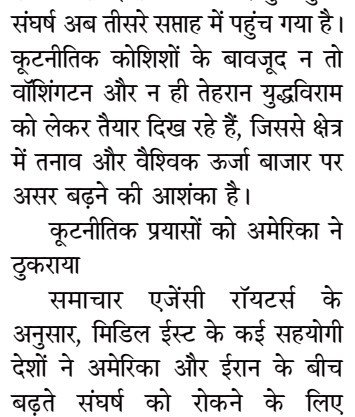 संघर्ष अब तीसरे सप्ताह में पहुंच गया है।
कूटनीतिक कोशिशों के बावजूद न तो
वॉशिंगटन और न ही तेहरान युद्धविराम
को लेकर तैयार दिख रहे हैं, जिससे क्षेत्र
में तनाव और वैश्विक ऊर्जा बाजार पर
असर बढ़ने की आशंका है।
कूटनीतिक प्रयासों को अमेरिका ने
ठुकराया
समाचार एजेंसी रॉयटर्स के
अनुसार, मिडिल ईस्ट के कई सहयोगी
देशों ने अमेरिका और ईरान के बीच
बढ़ते संघर्ष को रोकने के लिए